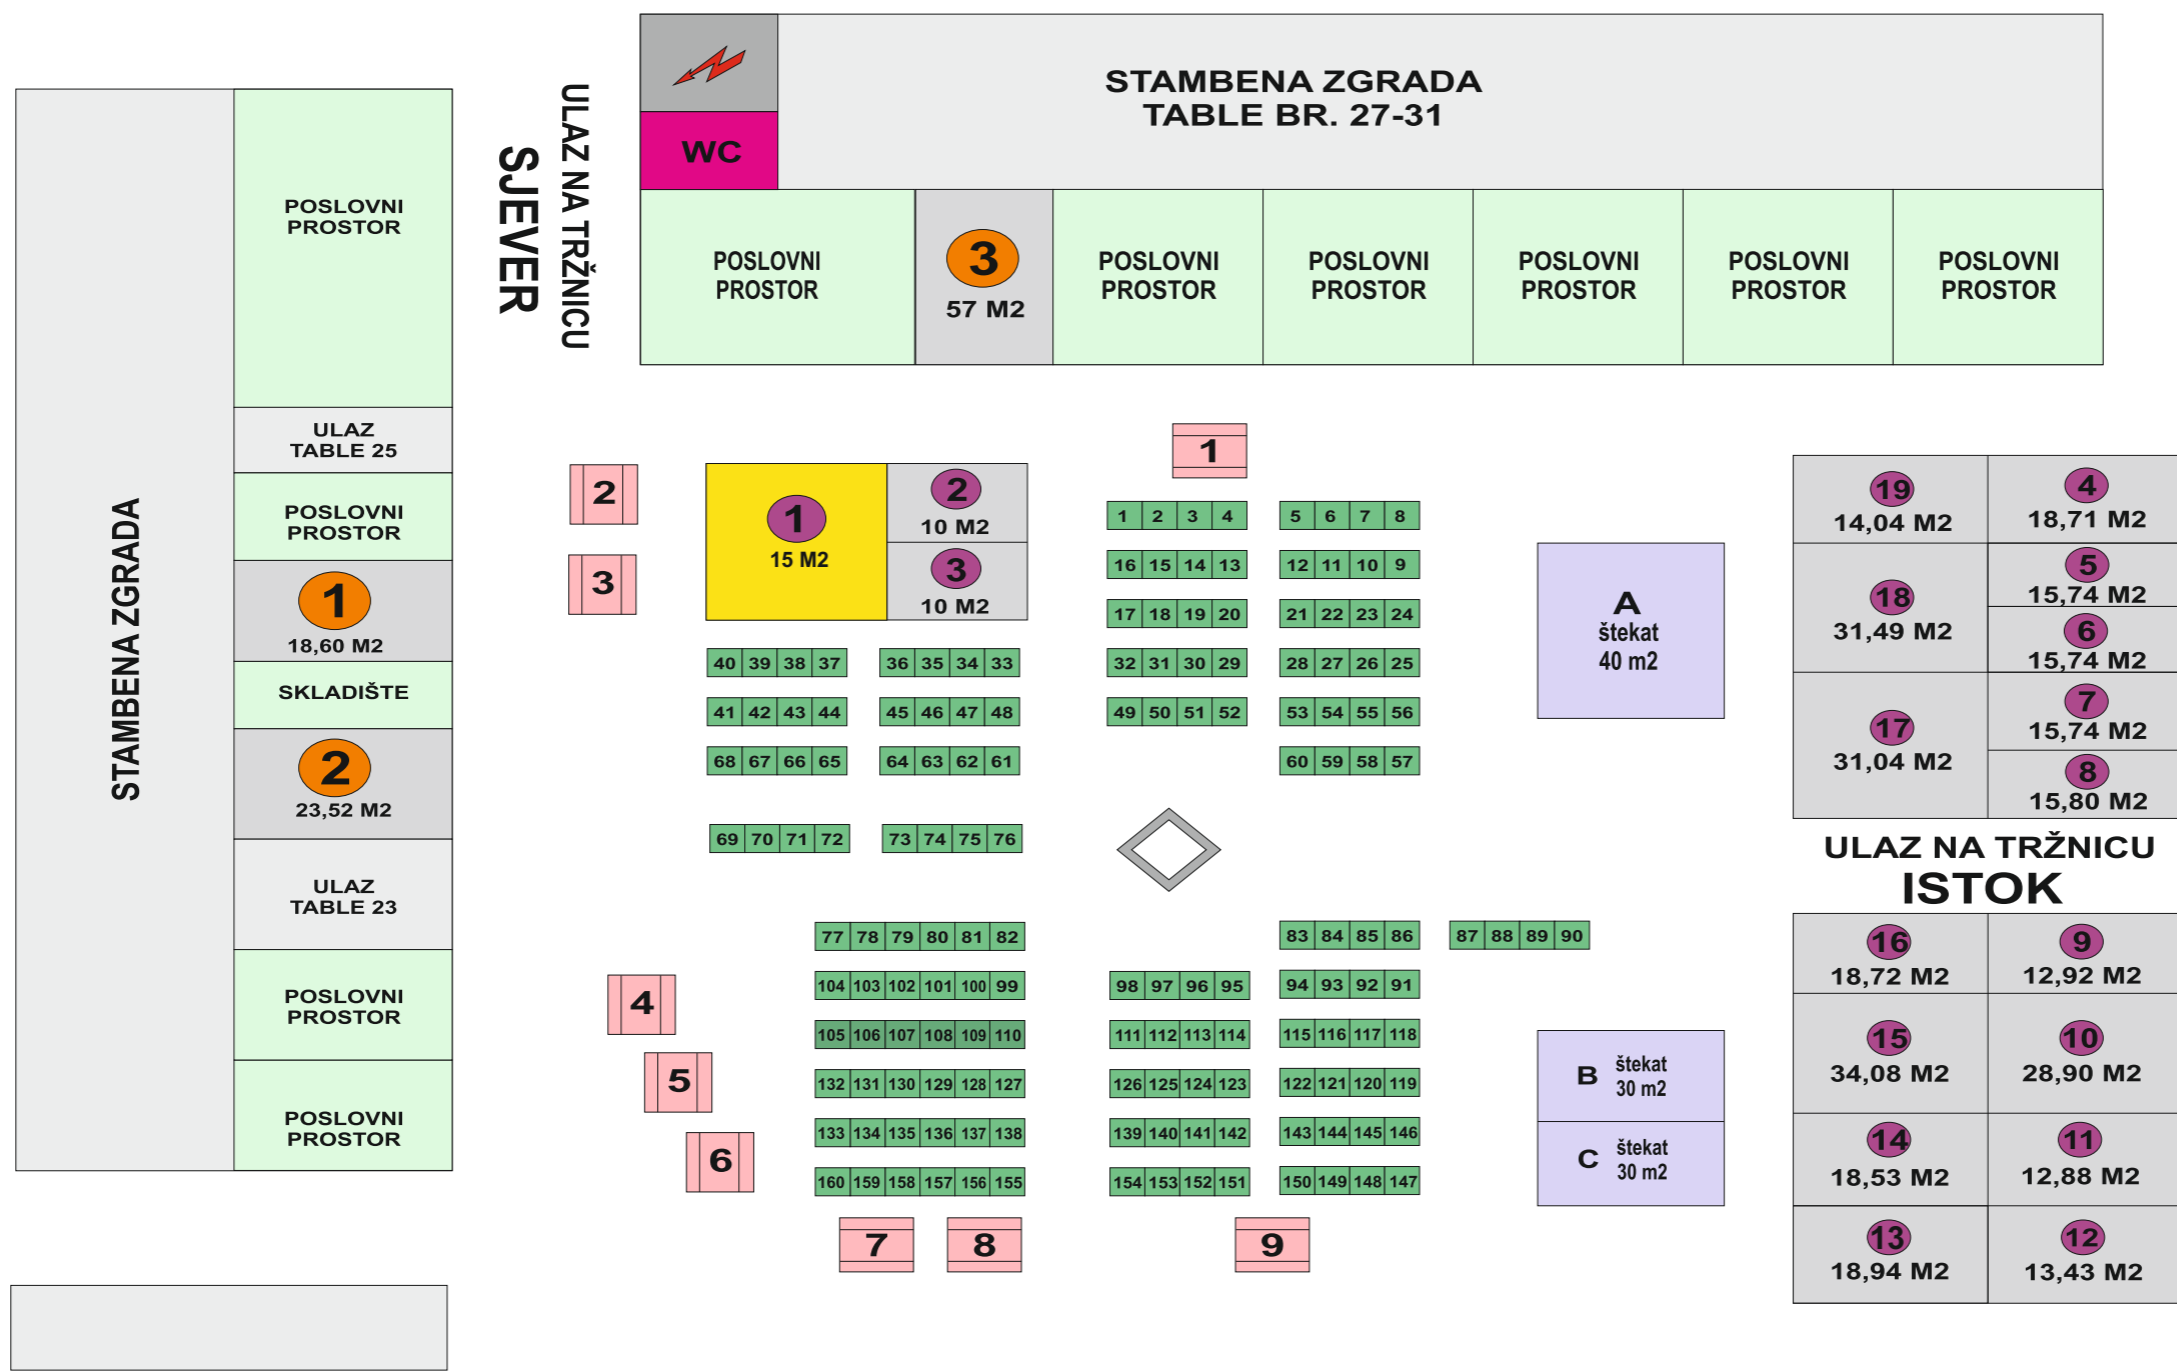 STAMBENA ZGRADA
TABLE BR. 27-31
WC
ULAZ NA TRŽNICU
SJEVER
POSLOVNI
PROSTOR
3
57 M2
POSLOVNI
PROSTOR
POSLOVNI
PROSTOR
POSLOVNI
PROSTOR
POSLOVNI
PROSTOR
POSLOVNI
PROSTOR
STAMBENA ZGRADA
POSLOVNI
PROSTOR
ULAZ
TABLE 25
POSLOVNI
PROSTOR
1
18,60 M2
SKLADIŠTE
2
23,52 M2
ULAZ
TABLE 23
POSLOVNI
PROSTOR
POSLOVNI
PROSTOR
1
2
3
1
15 M2
2
10 M2
3
10 M2
1 2 3 4
5 6 7 8
16 15 14 13
12 11 10 9
17 18 19 20
21 22 23 24
40 39 38 37
36 35 34 33
32 31 30 29
28 27 26 25
41 42 43 44
45 46 47 48
49 50 51 52
53 54 55 56
68 67 66 65
64 63 62 61
60 59 58 57
69 70 71 72
73 74 75 76
77 78 79 80 81 82
83 84 85 86
87 88 89 90
104 103 102 101 100 99
98 97 96 95
94 93 92 91
105 106 107 108 109 110
111 112 113 114
115 116 117 118
132 131 130 129 128 127
126 125 124 123
122 121 120 119
133 134 135 136 137 138
139 140 141 142
143 144 145 146
160 159 158 157 156 155
154 153 152 151
150 149 148 147
4
5
6
7
8
9
A
štekat
40 m2
B
štekat
30 m2
C
štekat
30 m2
19
14,04 M2
4
18,71 M2
18
31,49 M2
5
15,74 M2
6
15,74 M2
17
31,04 M2
7
15,74 M2
8
15,80 M2
ULAZ NA TRŽNICU
ISTOK
16
18,72 M2
9
12,92 M2
15
34,08 M2
10
28,90 M2
14
18,53 M2
11
12,88 M2
13
18,94 M2
12
13,43 M2